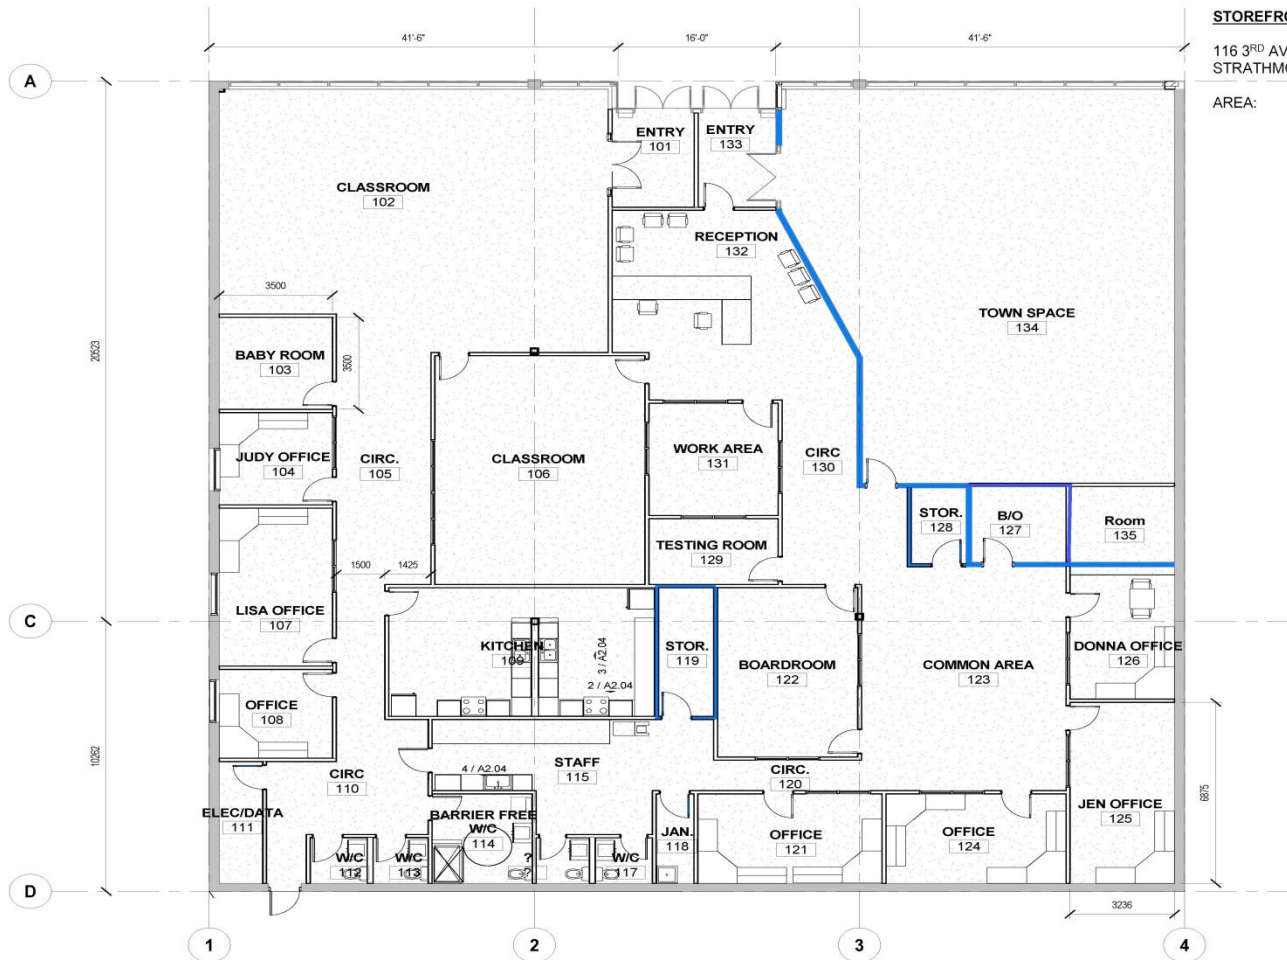 STOREFRO
116 3RD AV
STRATHMO
AREA:
41'-6"
16'-0"
41'-6"
A
ENTRY
101
ENTRY
133
CLASSROOM
102
RECEPTION
132
3500
TOWN SPACE
134
20523
BABY ROOM
103
3500
JUDY OFFICE
104
CIRC.
105
CLASSROOM
106
WORK AREA
131
CIRC
130
STOR.
128
B/O
127
Room
135
TESTING ROOM
129
1500
1425
LISA OFFICE
107
C
KITCHEN
109
3 / A2.04
2 / A2.04
STOR.
119
BOARDROOM
122
COMMON AREA
123
DONNA OFFICE
126
OFFICE
108
10262
CIRC
110
4 / A2.04
STAFF
115
CIRC.
120
6875
ELEC/DATA
111
BARRIER FREE
W/C
114
JAN.
118
OFFICE
121
OFFICE
124
JEN OFFICE
125
W/C
112
W/C
113
?
?
W/C
117
D
3236
1
2
3
4